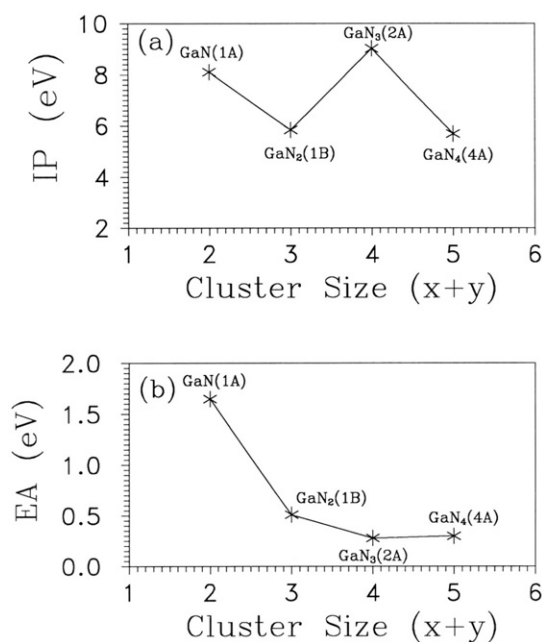 (a)
IP (eV)
10
8
6
4
2
GaN(1A)
GaN₂(1B)
GaN₃(2A)
GaN₄(4A)
1 2 3 4 5 6
Cluster Size (x+y)
(b)
EA (eV)
2.0
1.5
1.0
0.5
0.0
GaN(1A)
GaN₂(1B)
GaN₃(2A)
GaN₄(4A)
1 2 3 4 5 6
Cluster Size (x+y)